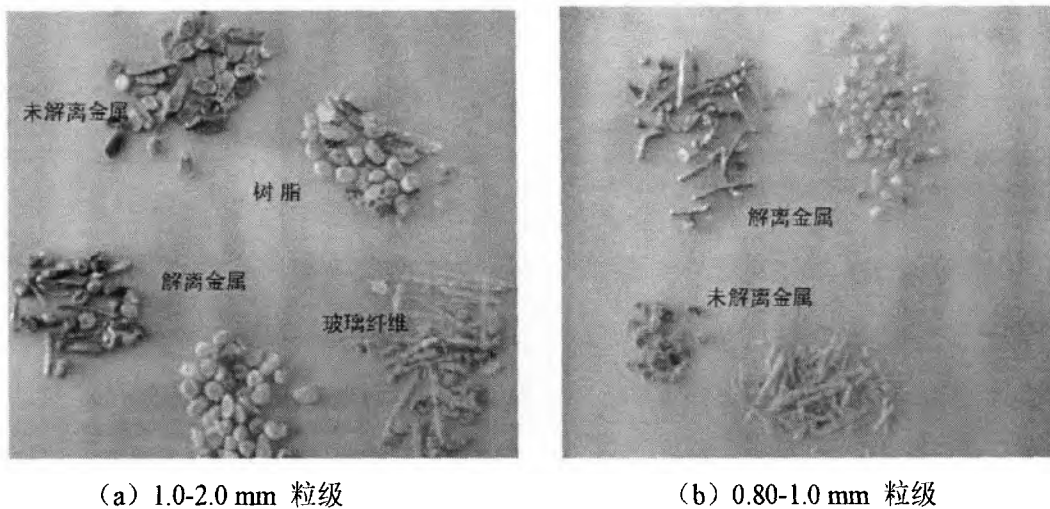 未解离金属
树 脂
解离金属
玻璃纤维
解离金属
未解离金属
（a）1.0-2.0 mm 粒级
（b）0.80-1.0 mm 粒级